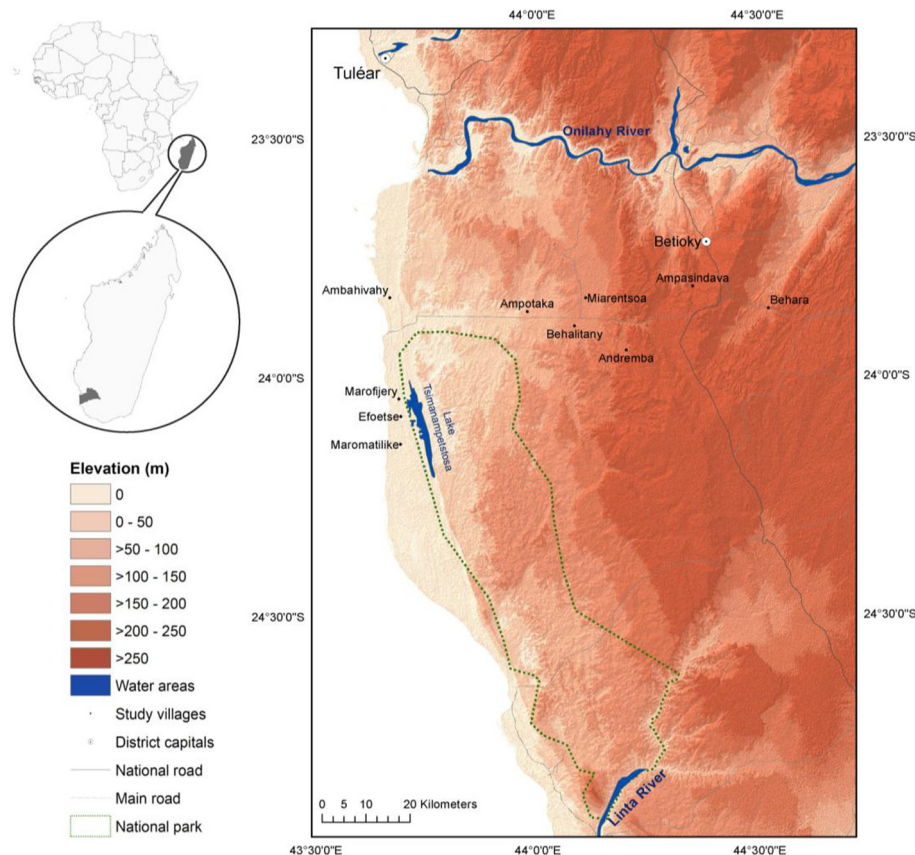 44°0'0"E
44°30'0"E
Tuléar
23°30'0"S
Onilahy River
23°30'0"S
Betioky
Ampasindava
Ambahivahy
Miarentsoa
Behara
Ampotaka
Behalitany
Andremba
24°0'0"S
24°0'0"S
Marofijery
Efoetse
Lake
Tsimanampetstosa
Maromatilike
Elevation (m)
0
0 - 50
>50 - 100
>100 - 150
>150 - 200
>200 - 250
>250
Water areas
Study villages
District capitals
National road
Main road
National park
24°30'0"S
24°30'0"S
Linta River
0 5 10 20 Kilometers
43°30'0"E
44°0'0"E
44°30'0"E